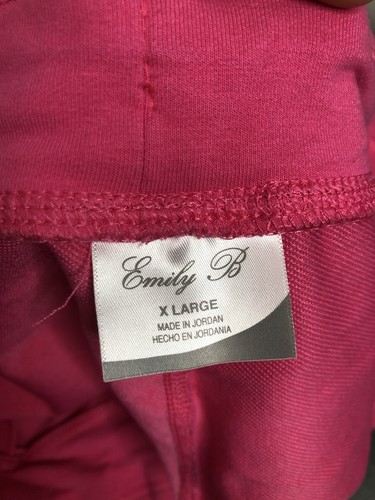 Emily B
X LARGE
MADE IN JORDAN
HECHO EN JORDANIA